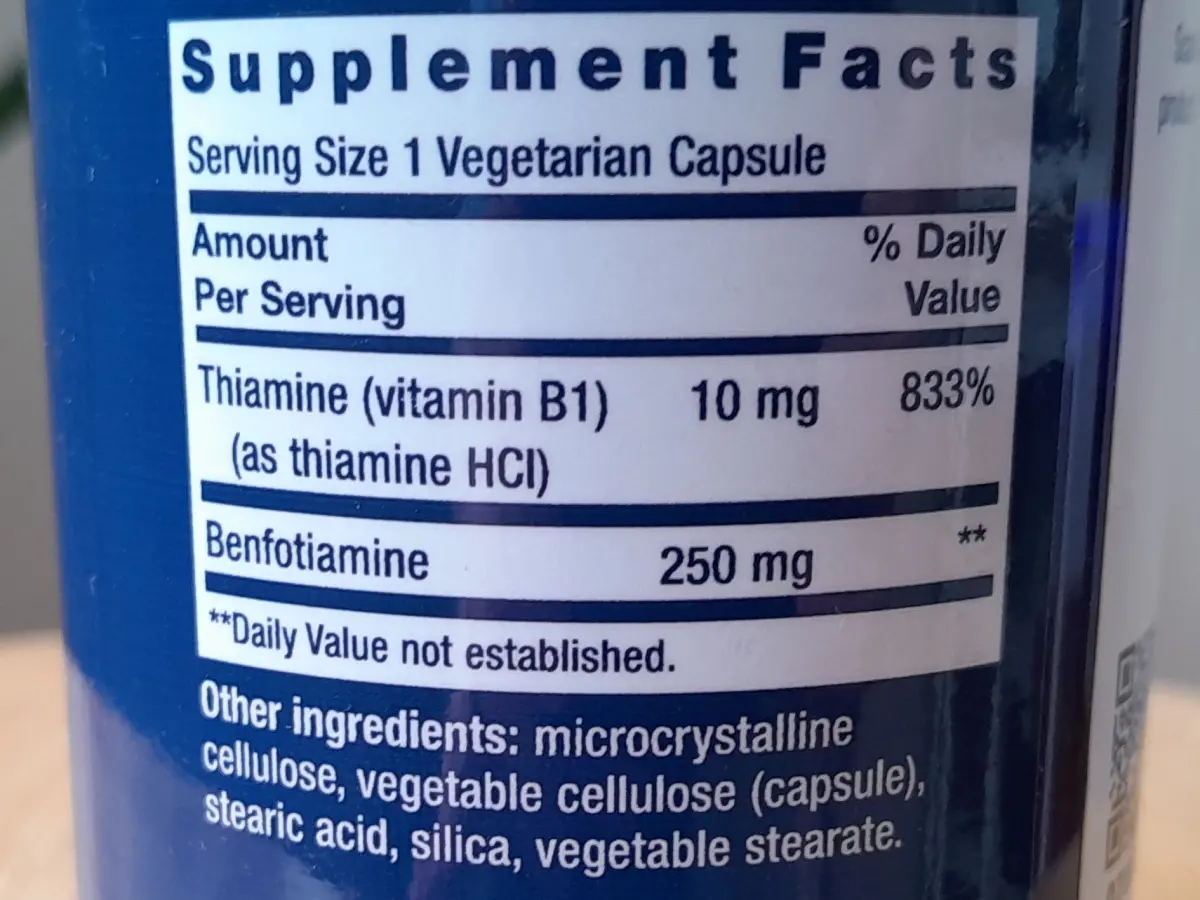 Supplement Facts
Serving Size 1 Vegetarian Capsule
Amount % Daily
Per Serving Value
Thiamine (vitamin B1) 10 mg 833%
(as thiamine HCl)
Benfotiamine 250 mg **
**Daily Value not established.
Other ingredients: microcrystalline
cellulose, vegetable cellulose (capsule),
stearic acid, silica, vegetable stearate.